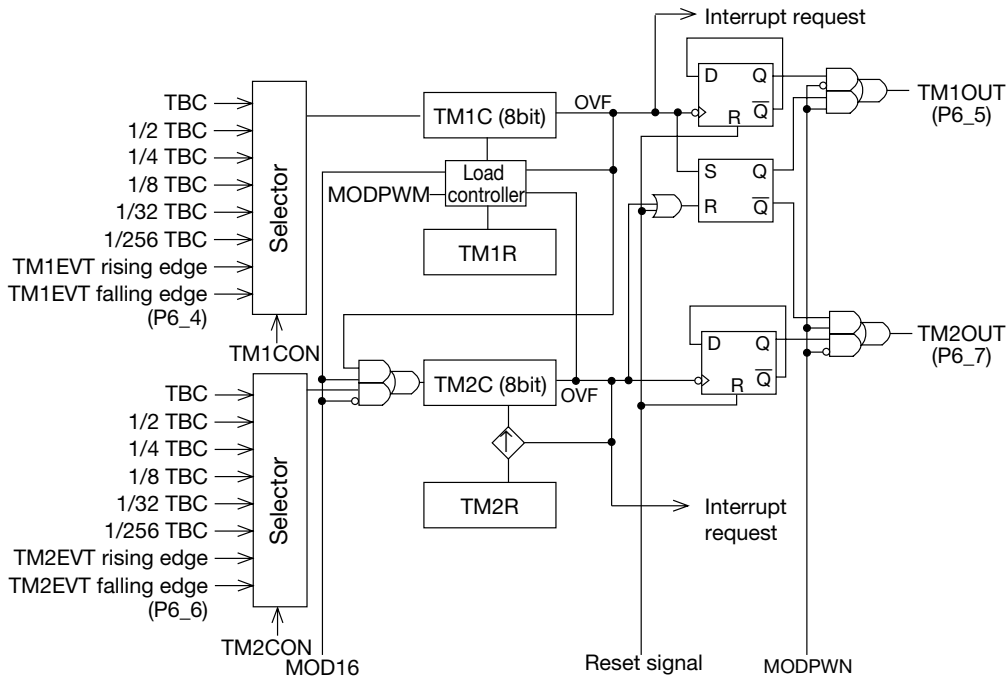 Interrupt request
TBC
1/2 TBC
1/4 TBC
1/8 TBC
1/32 TBC
1/256 TBC
TM1EVT rising edge
TM1EVT falling edge
(P6_4)
Selector
TM1CON
TM1C (8bit)
OVF
Load
controller
MODPWM
TM1R
D
Q
Q
R
S
Q
R
Q
TM1OUT
(P6_5)
TBC
1/2 TBC
1/4 TBC
1/8 TBC
1/32 TBC
1/256 TBC
TM2EVT rising edge
TM2EVT falling edge
(P6_6)
Selector
TM2CON
MOD16
TM2C (8bit)
OVF
TM2R
D
Q
Q
R
TM2OUT
(P6_7)
Interrupt
request
Reset signal
MODPWN